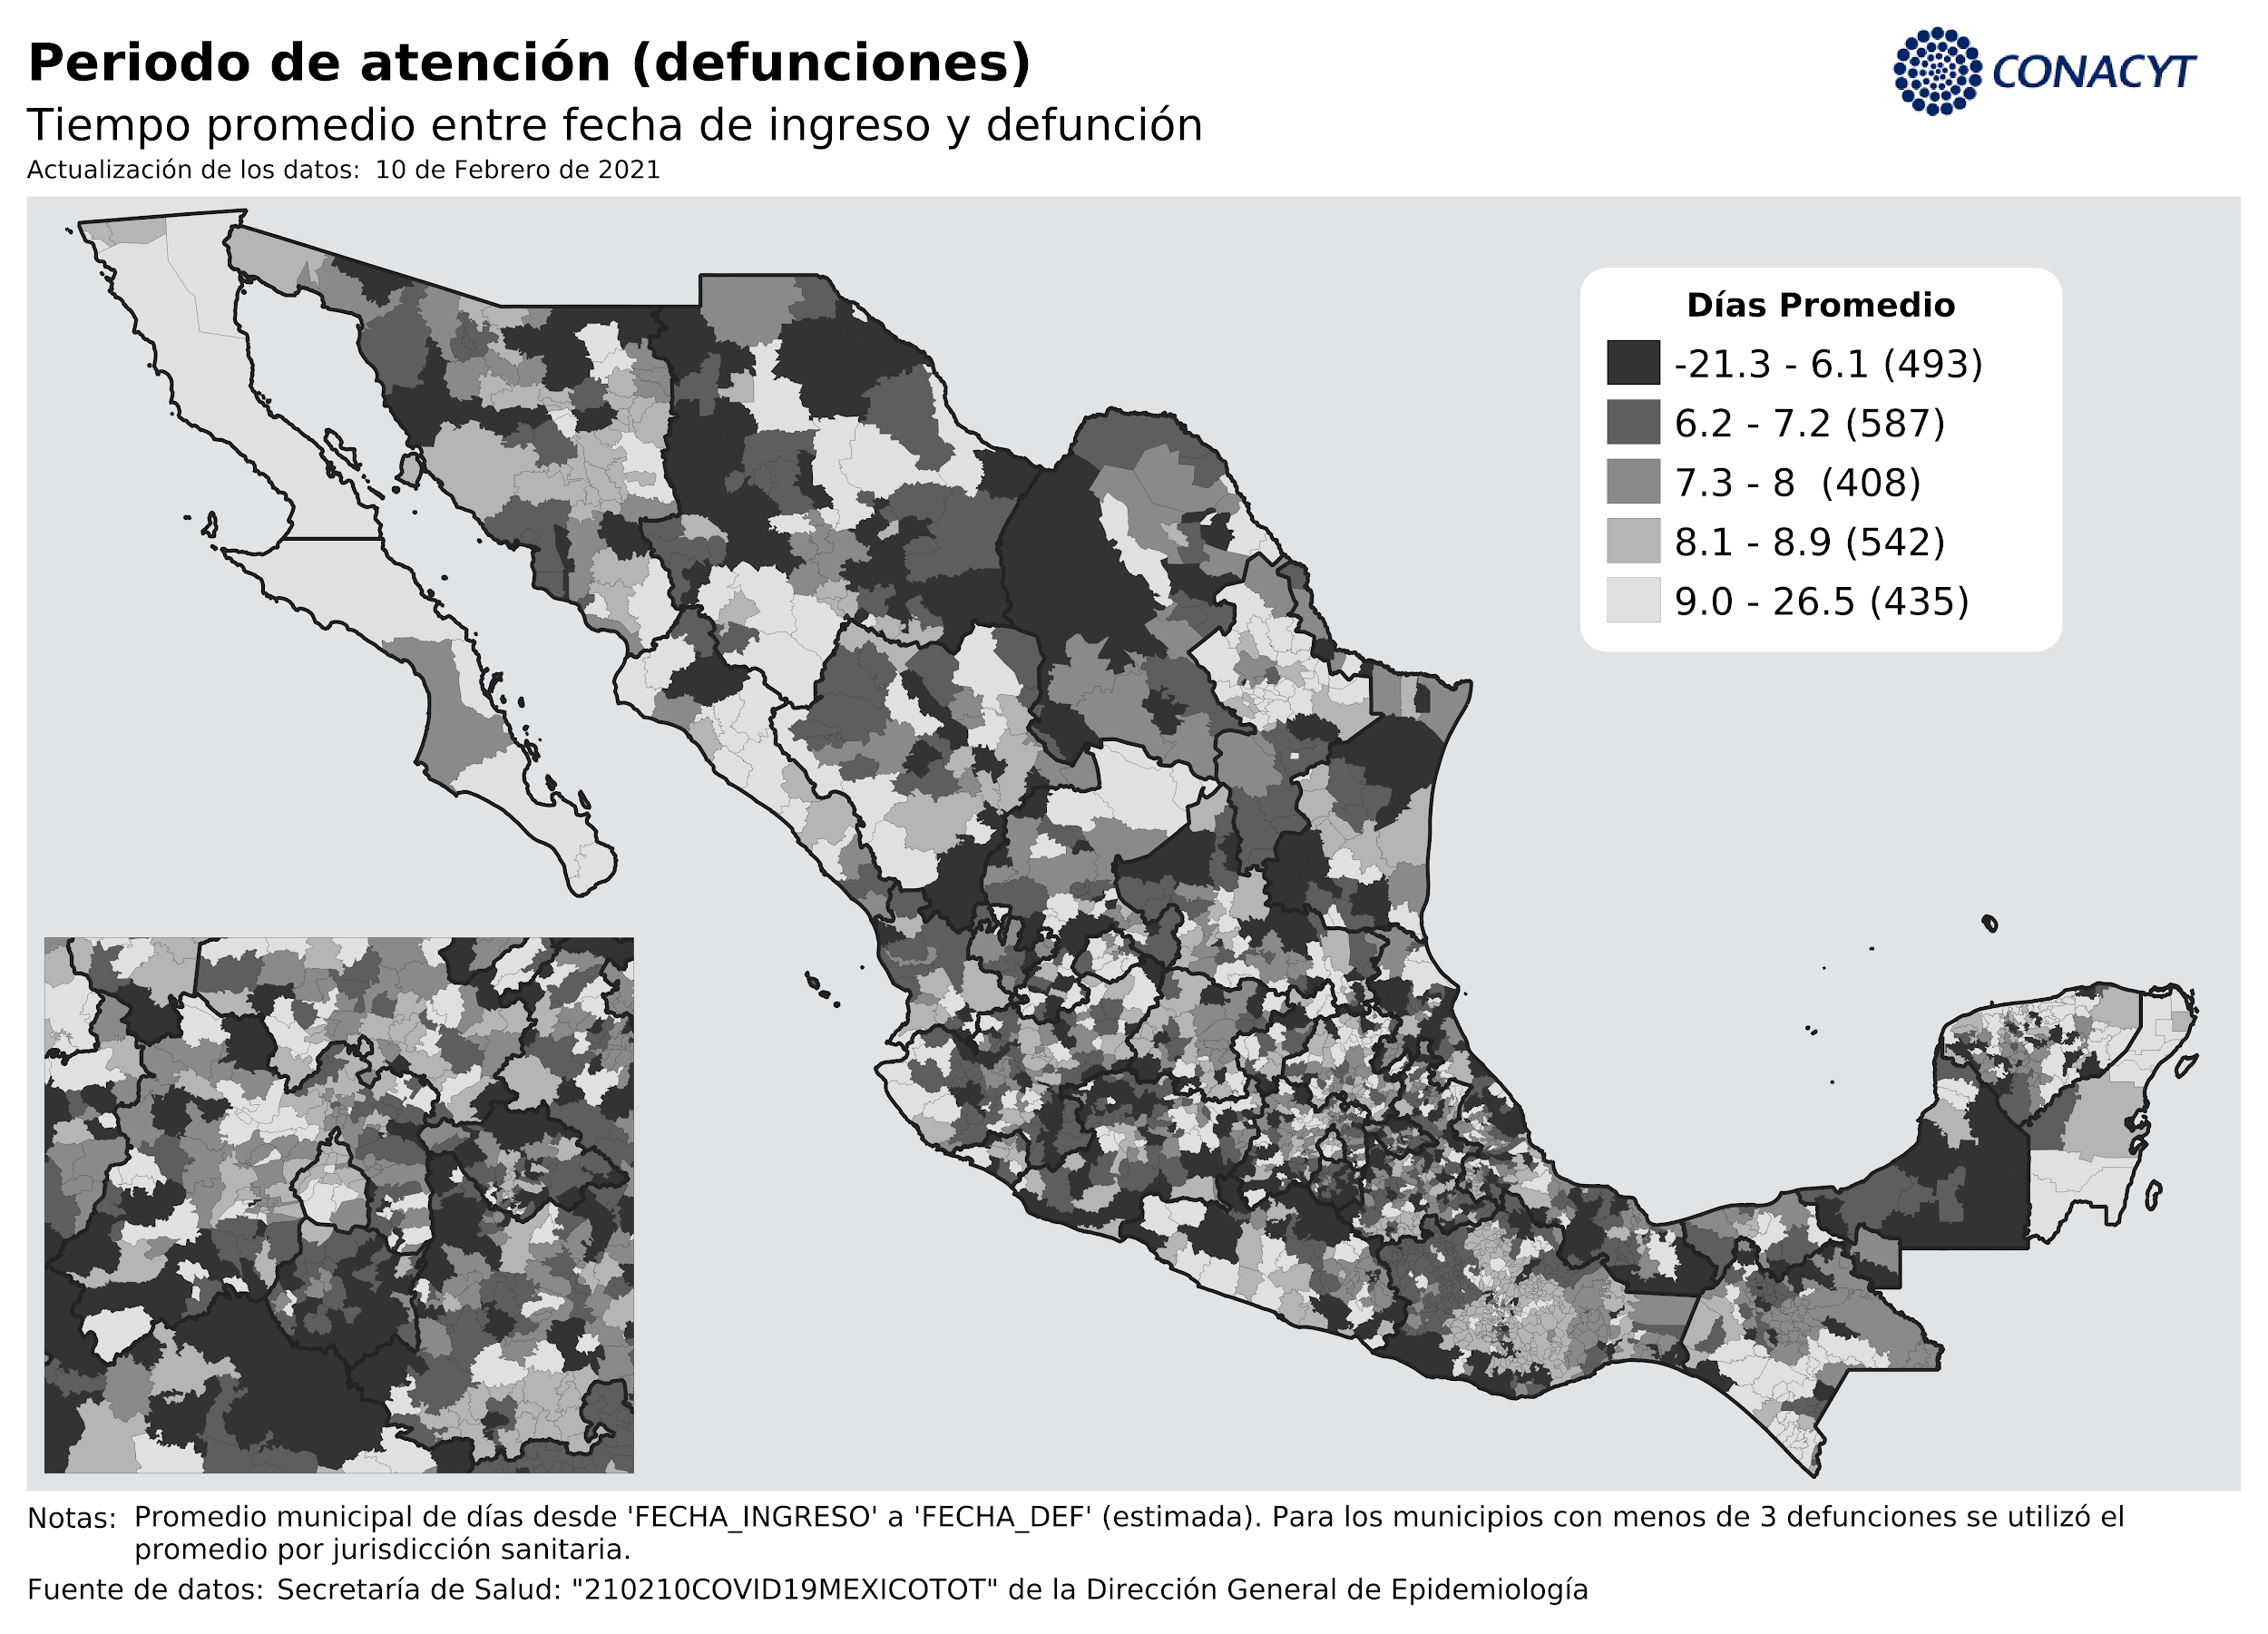 Periodo de atención (defunciones)
Tiempo promedio entre fecha de ingreso y defunción
Actualización de los datos: 10 de Febrero de 2021
CONACYT
Días Promedio
-21.3 - 6.1 (493)
6.2 - 7.2 (587)
7.3 - 8 (408)
8.1 - 8.9 (542)
9.0 - 26.5 (435)
Notas: Promedio municipal de días desde 'FECHA_INGRESO' a 'FECHA_DEF' (estimada). Para los municipios con menos de 3 defunciones se utilizó el
promedio por jurisdicción sanitaria.
Fuente de datos: Secretaría de Salud: "210210COVID19MEXICOTOT" de la Dirección General de Epidemiología